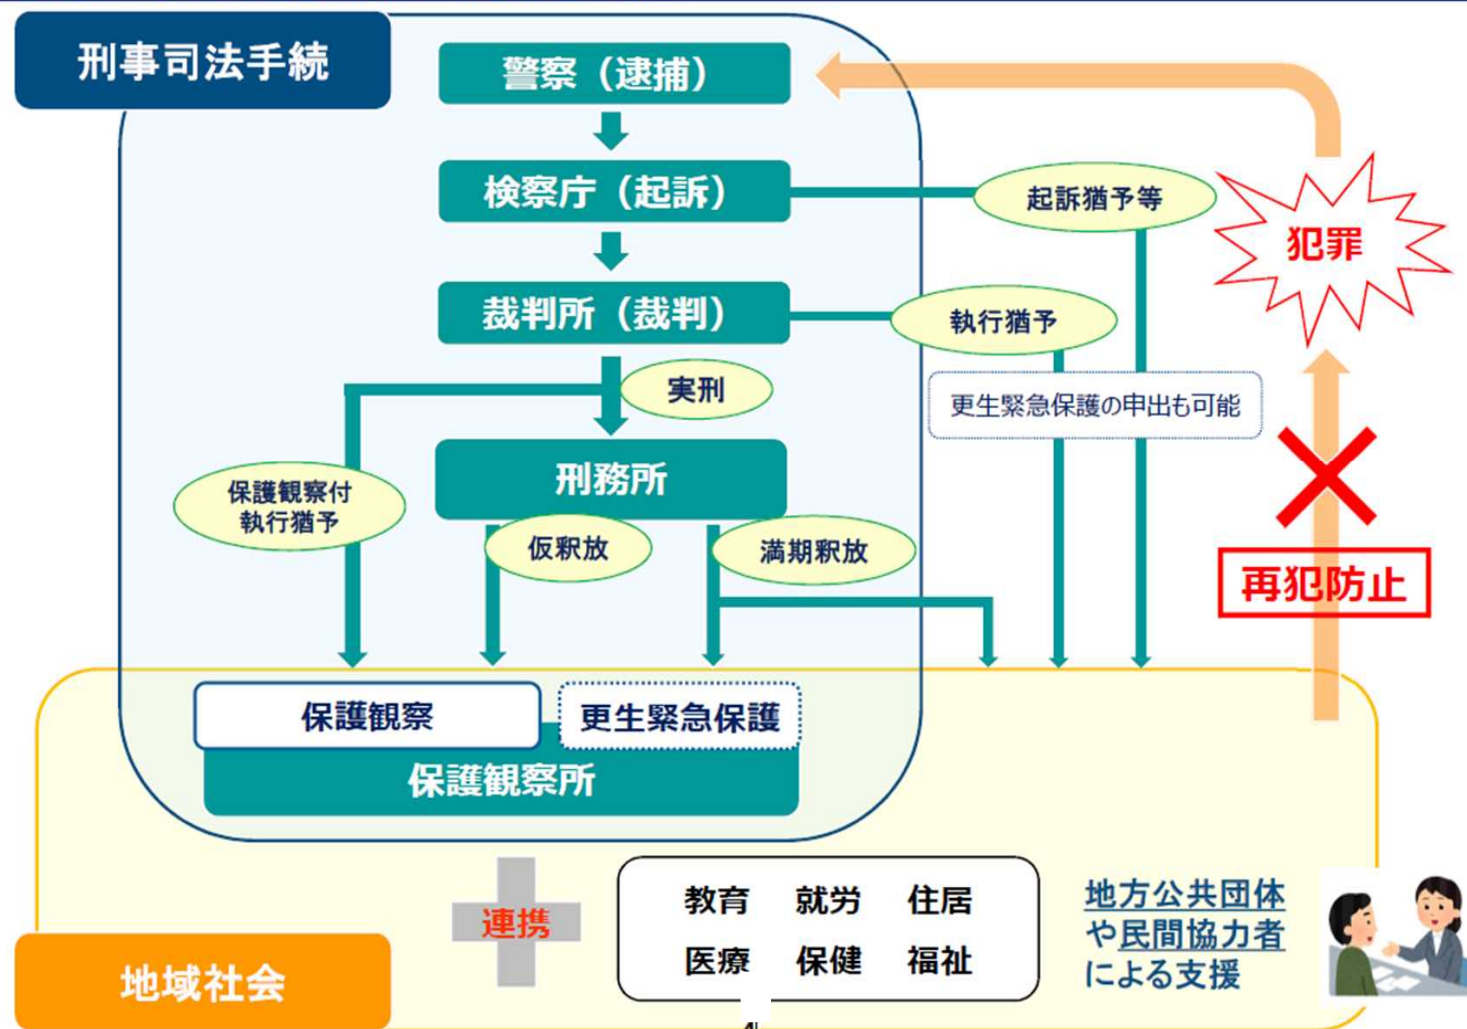 刑事司法手続
警察（逮捕）
検察庁（起訴）
起訴猶予等
犯罪
裁判所（裁判）
執行猶予
実刑
更生緊急保護の申出も可能
刑務所
保護観察付
執行猶予
仮釈放
満期釈放
再犯防止
保護観察
更生緊急保護
保護観察所
連携
教育 就労 住居
医療 保健 福祉
地方公共団体
や民間協力者
による支援
地域社会